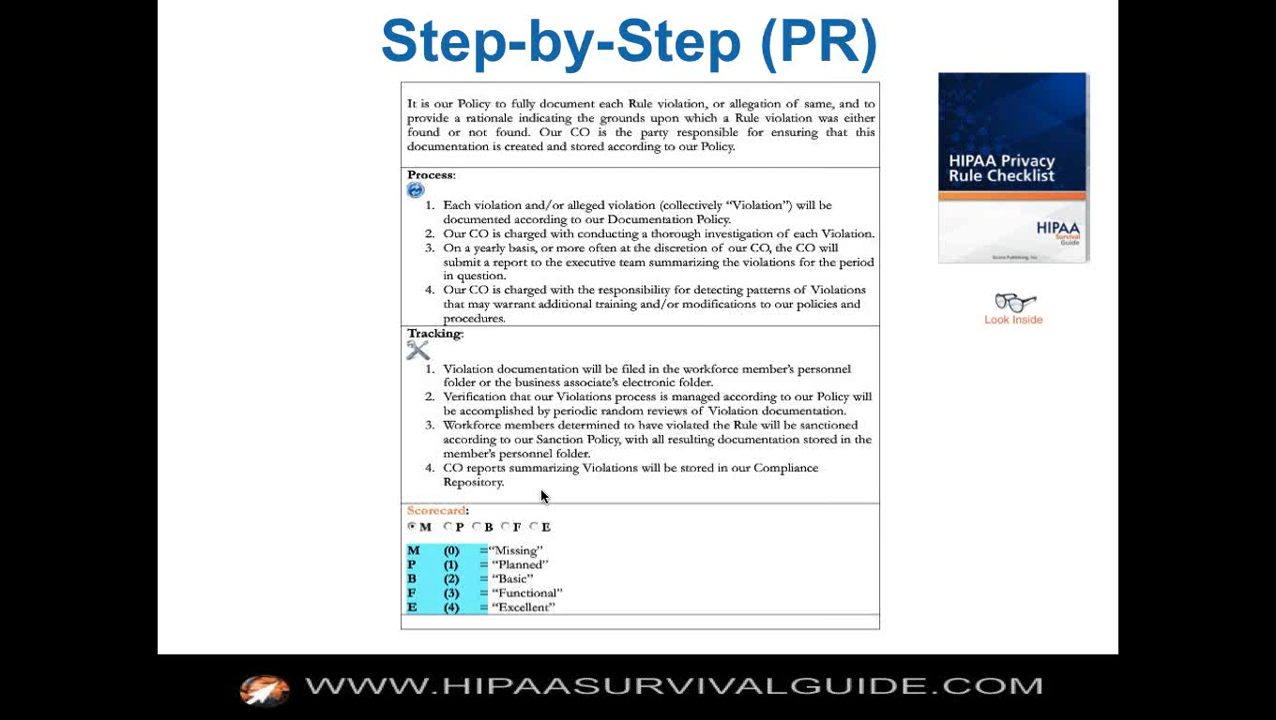 Step-by-Step (PR)
It is our Policy to fully document each Rule violation, or allegation of same, and to
provide a rationale indicating the grounds upon which a Rule violation was either
found or not found. Our CO is the party responsible for ensuring that this
documentation is created and stored according to our Policy.
Process:
1. Each violation and/or alleged violation (collectively “Violation”) will be
documented according to our Documentation Policy.
2. Our CO is charged with conducting a thorough investigation of each Violation.
3. On a yearly basis, or more often at the discretion of our CO, the CO will
submit a report to the executive team summarizing the violations for the period
in question.
4. Our CO is charged with the responsibility for detecting patterns of Violations
that may warrant additional training and/or modifications to our policies and
procedures.
Tracking:
1. Violation documentation will be filed in the workforce member’s personnel
folder or the business associate’s electronic folder.
2. Verification that our Violations process is managed according to our Policy will
be accomplished by periodic random reviews of Violation documentation.
3. Workforce members determined to have violated the Rule will be sanctioned
according to our Sanction Policy, with all resulting documentation stored in the
member’s personnel folder.
4. CO reports summarizing Violations will be stored in our Compliance
Repository.
Scorecard:
M P B F E
M (0) =“Missing”
P (1) = “Planned”
B (2) = “Basic”
F (3) = “Functional”
E (4) = “Excellent”
HIPAA Privacy
Rule Checklist
HIPAA
Survival
Guide
Look Inside
WWW.HIPAASURVIVALGUIDE.COM